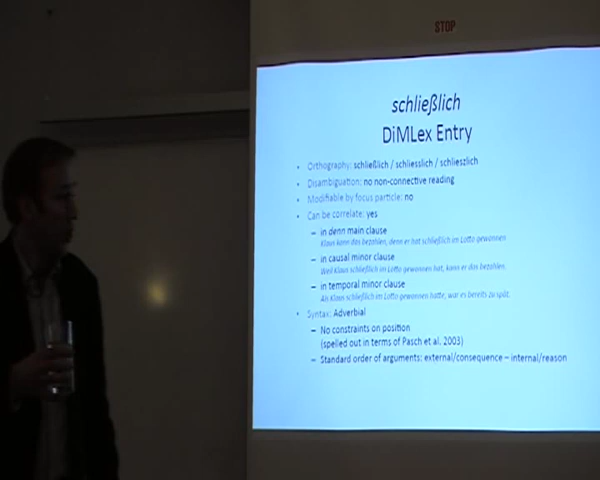 STOP
schließlich
DiMLex Entry
• Orthography: schließlich / schliesslich / schlieszlich
• Disambiguation: no non-connective reading
• Modifiable by focus particle: no
• Can be correlate: yes
– in denn main clause
Klaus kann das bezahlen, denn er hat schließlich im Lotto gewonnen.
– in causal minor clause
Weil Klaus schließlich im Lotto gewonnen hat, kann er das bezahlen.
– in temporal minor clause
Als Klaus schließlich im Lotto gewonnen hatte, war es bereits zu spät.
• Syntax: Adverbial
– No constraints on position
(spelled out in terms of Pasch et al. 2003)
– Standard order of arguments: external/consequence – internal/reason